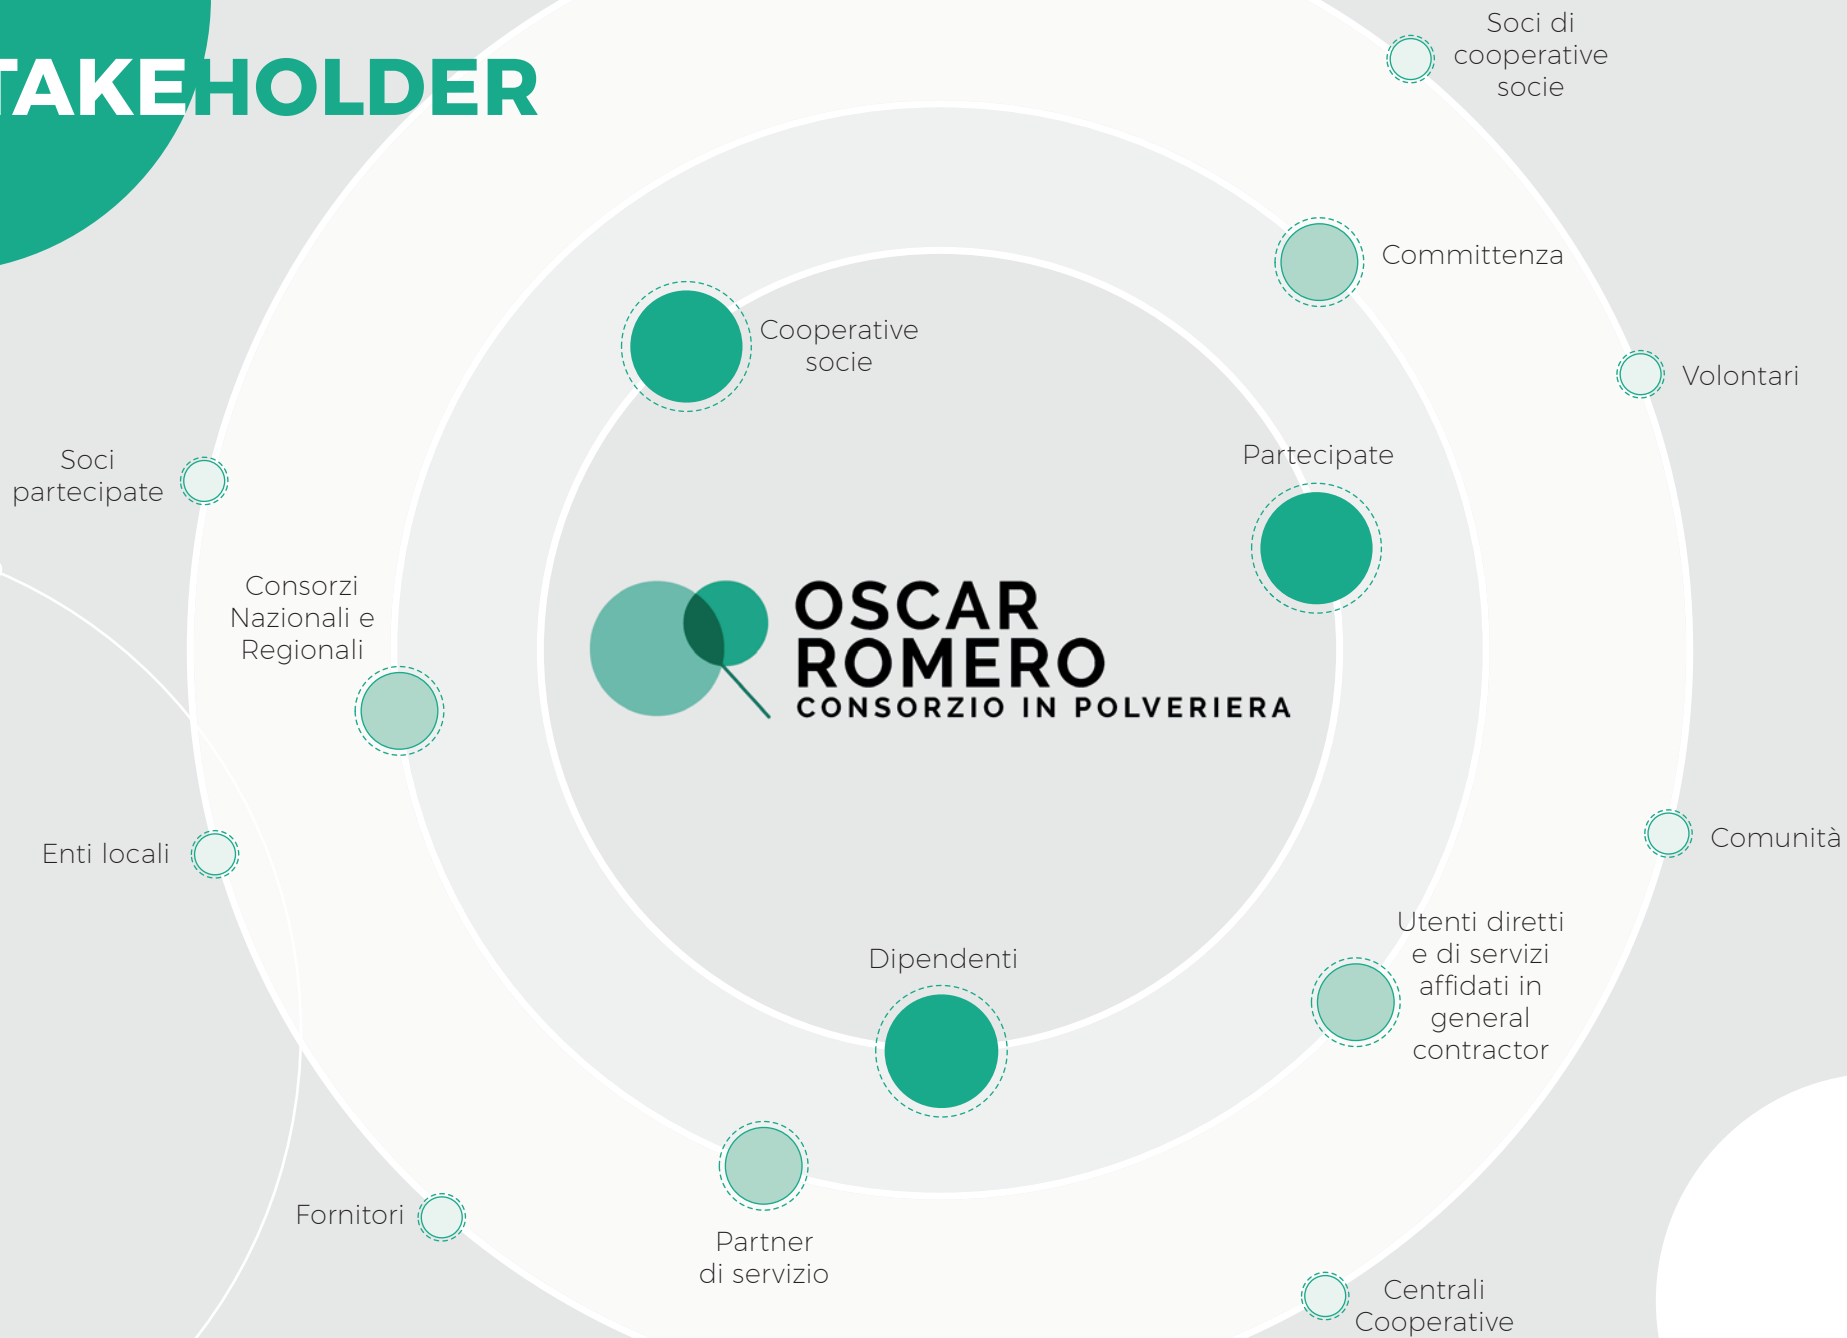 TAKEHOLDER
Soci di
cooperative
socie
Committenza
Cooperative
socie
Volontari
Partecipate
Soci
partecipate
Consorzi
Nazionali e
Regionali
OSCAR
ROMERO
CONSORZIO IN POLVERIERA
Enti locali
Comunità
Utenti diretti
e di servizi
affidati in
general
contractor
Dipendenti
Fornitori
Partner
di servizio
Centrali
Cooperative